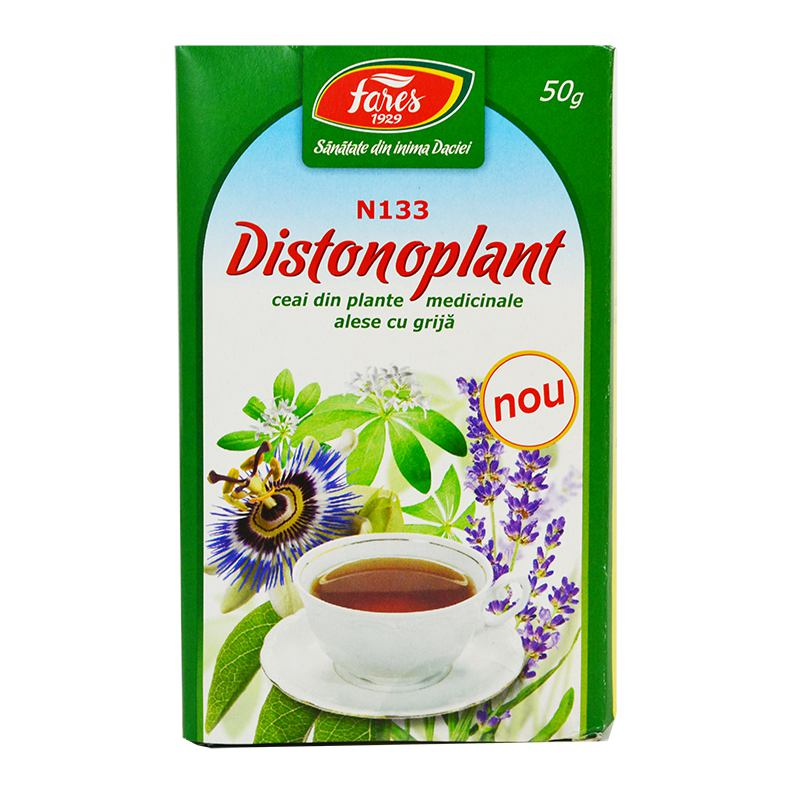 fares
1929
Sănătate din inima Daciei
50g
N133
Distonoplant
ceai din plante medicinale
alese cu grijă
nou